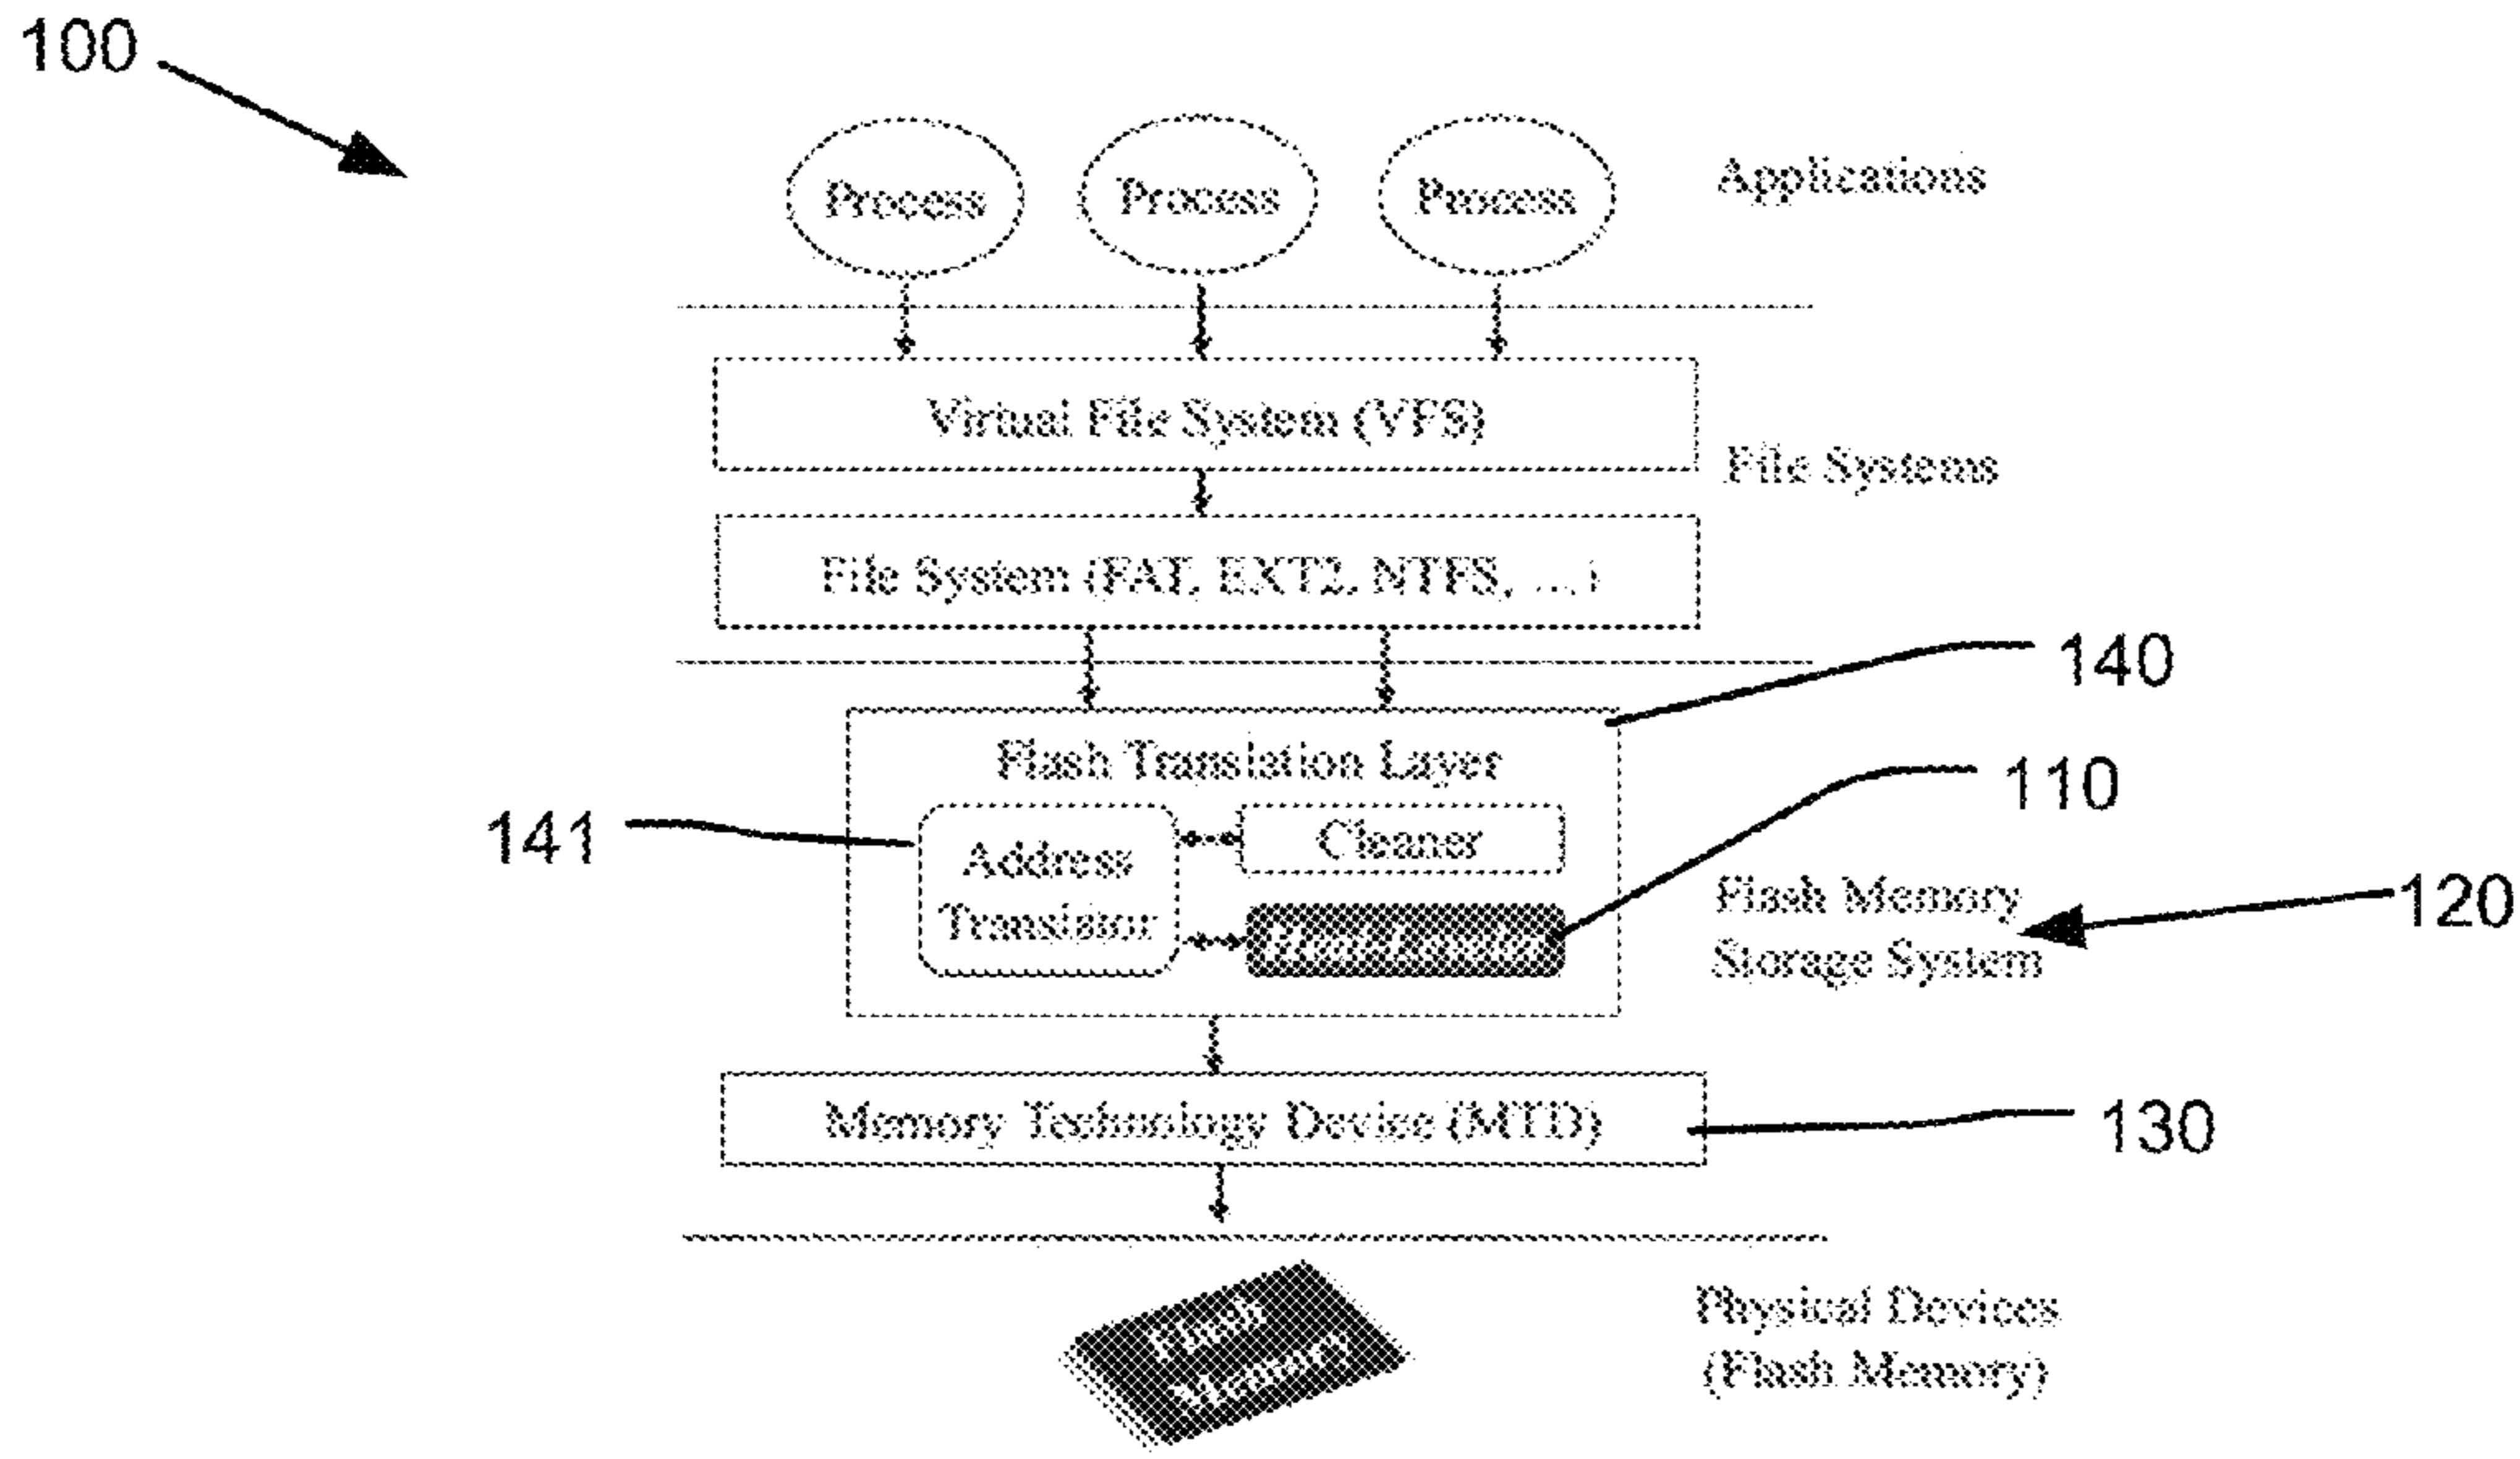 100
Process Process Process
Applications
Virtual File System (VFS)
File Systems
File System (FAT, EXT2, NTFS, ...)
140
Flash Translation Layer
110
141
Address
Translator
Cleaner
Flash Memory
Storage System
120
Memory Technology Device (MTD)
130
Flash
Memory
Physical Devices
(Flash Memory)